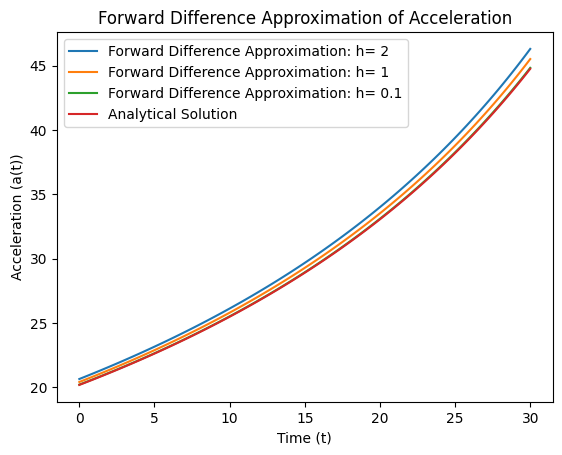 Forward Difference Approximation of Acceleration
Forward Difference Approximation: h= 2
Forward Difference Approximation: h= 1
Forward Difference Approximation: h= 0.1
Analytical Solution
Acceleration (a(t))
45
40
35
30
25
20
0 5 10 15 20 25 30
Time (t)